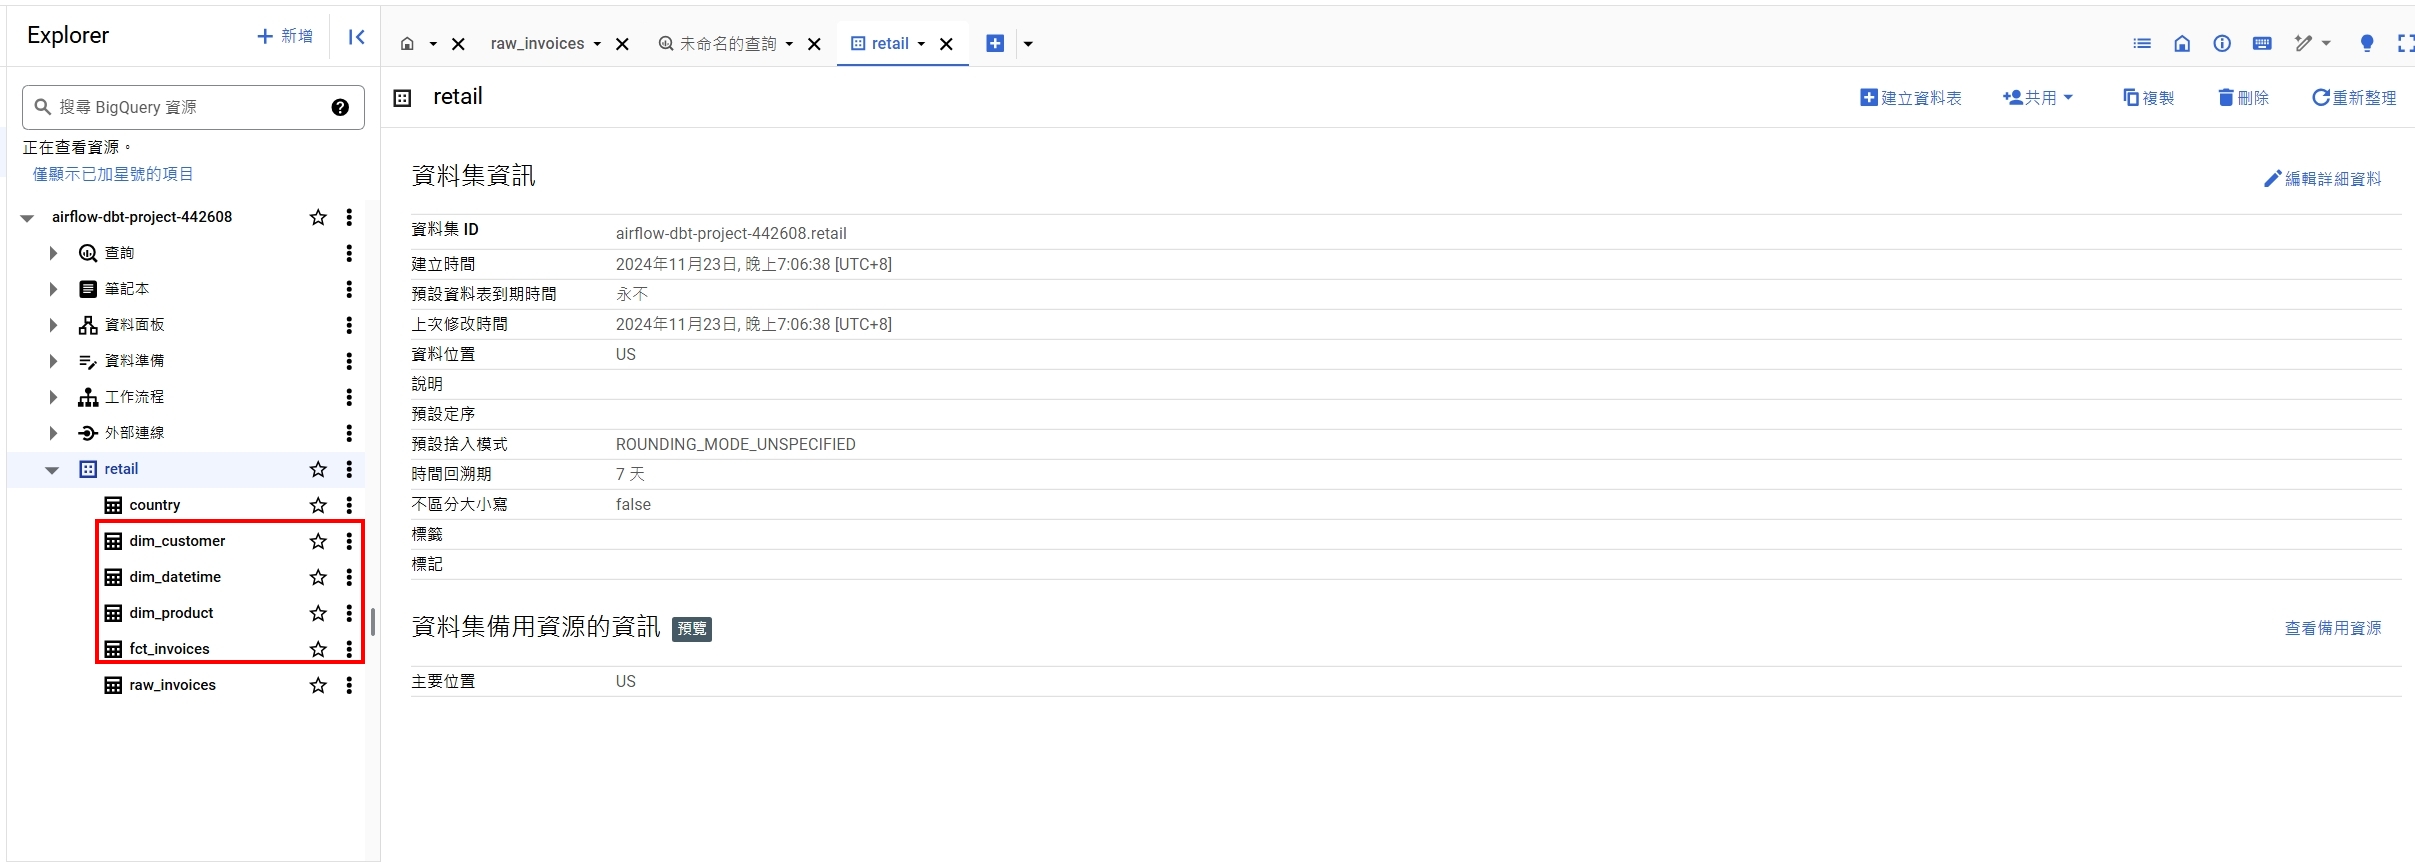 Explorer
新增
搜尋 BigQuery 資源
正在查看資源。
僅顯示已加星號的項目
airflow-dbt-project-442608
查詢
筆記本
資料面板
資料準備
工作流程
外部連線
retail
country
dim_customer
dim_datetime
dim_product
fct_invoices
raw_invoices
raw_invoices 未命名的查詢 retail
retail
建立資料表 共用 複製 刪除 重新整理
資料集資訊
編輯詳細資料
資料集 ID airflow-dbt-project-442608.retail
建立時間 2024年11月23日, 晚上7:06:38 [UTC+8]
預設資料表到期時間 永不
上次修改時間 2024年11月23日, 晚上7:06:38 [UTC+8]
資料位置 US
說明
預設定序
預設捨入模式 ROUNDING_MODE_UNSPECIFIED
時間回溯期 7 天
不區分大小寫 false
標籤
標記
資料集備用資源的資訊 預覽
查看備用資源
主要位置 US